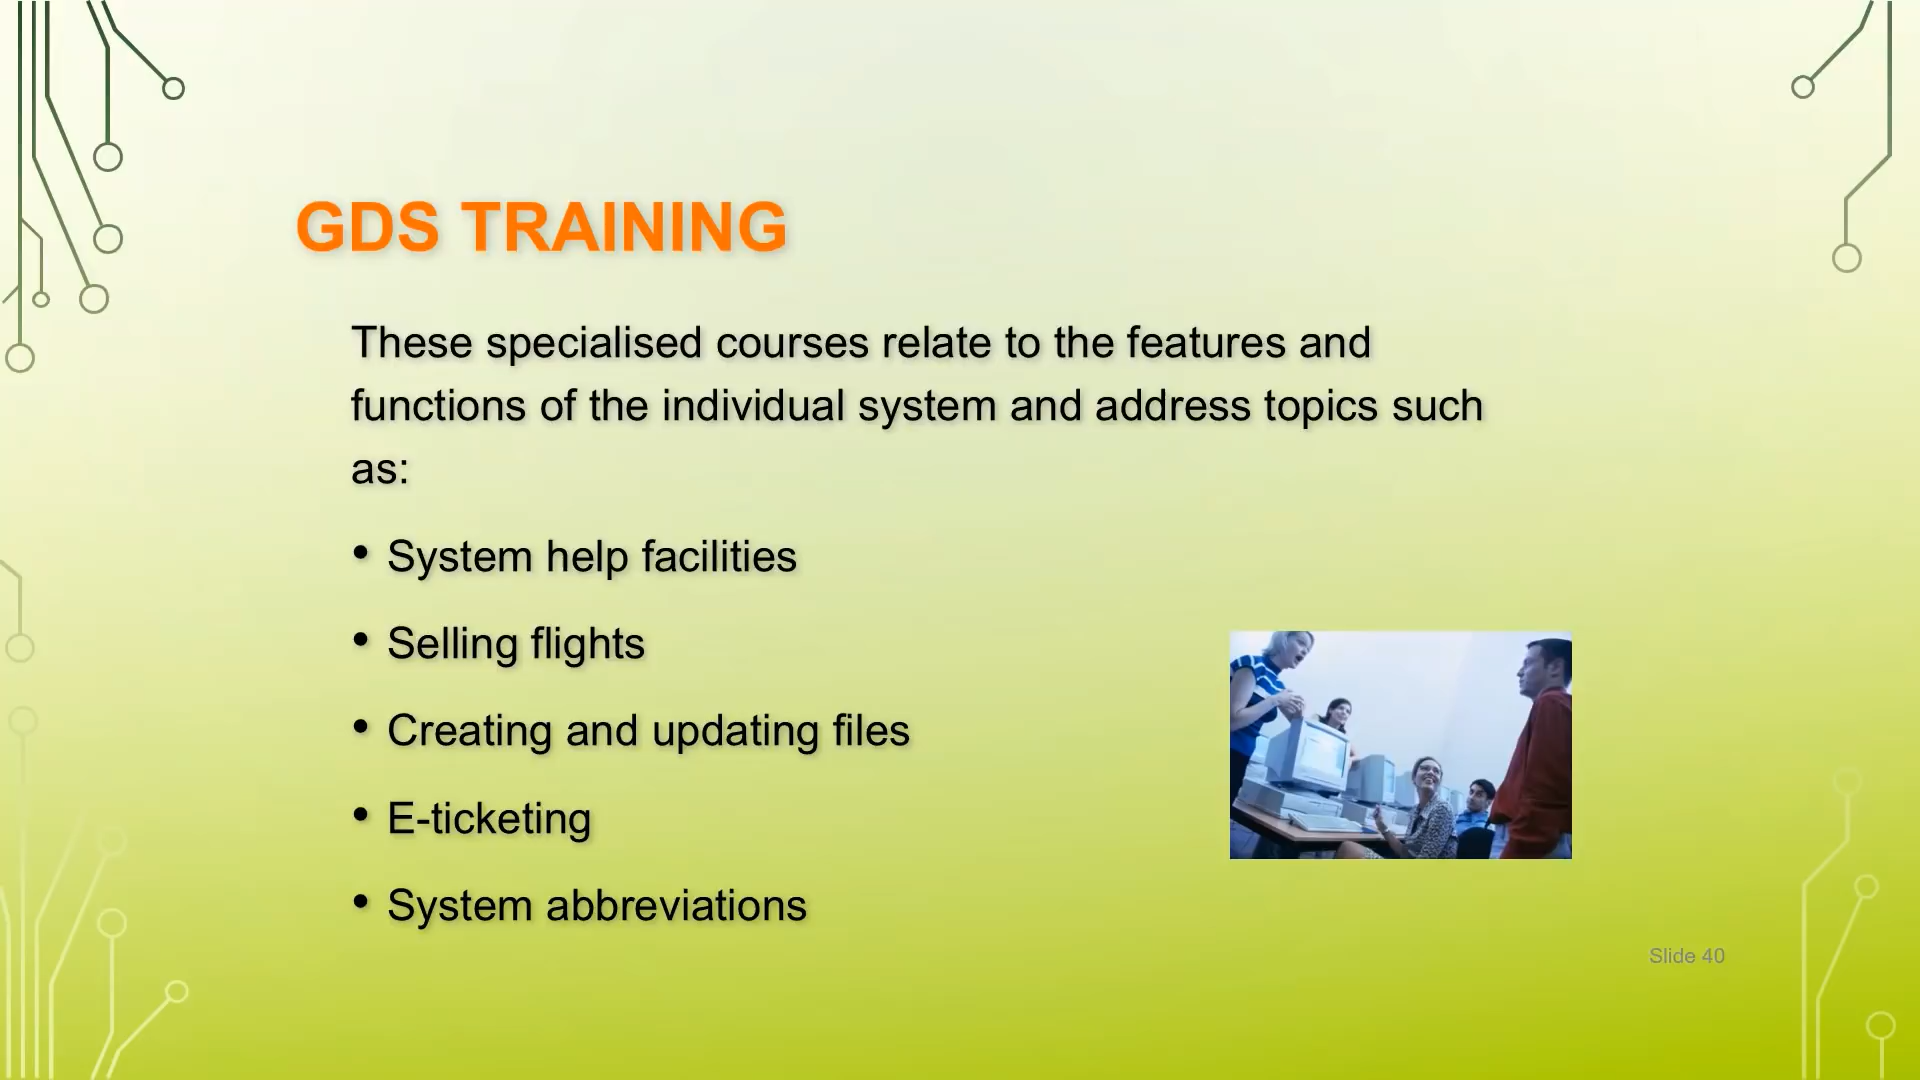 GDS TRAINING
These specialised courses relate to the features and
functions of the individual system and address topics such
as:
• System help facilities
• Selling flights
• Creating and updating files
• E-ticketing
• System abbreviations
Slide 40